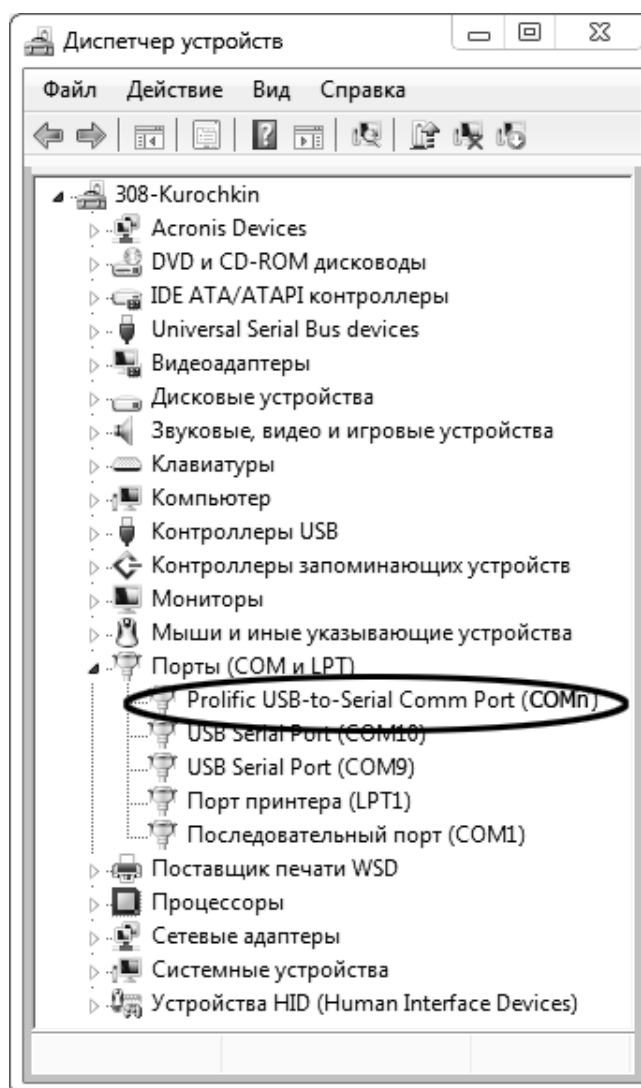 Диспетчер устройств
Файл Действие Вид Справка
308-Kurochkin
Acronis Devices
DVD и CD-ROM дисководы
IDE ATA/ATAPI контроллеры
Universal Serial Bus devices
Видеоадаптеры
Дисковые устройства
Звуковые, видео и игровые устройства
Клавиатуры
Компьютер
Контроллеры USB
Контроллеры запоминающих устройств
Мониторы
Мыши и иные указывающие устройства
Порты (COM и LPT)
Prolific USB-to-Serial Comm Port (COMn)
USB Serial Port (COM10)
USB Serial Port (COM9)
Порт принтера (LPT1)
Последовательный порт (COM1)
Поставщик печати WSD
Процессоры
Сетевые адаптеры
Системные устройства
Устройства HID (Human Interface Devices)